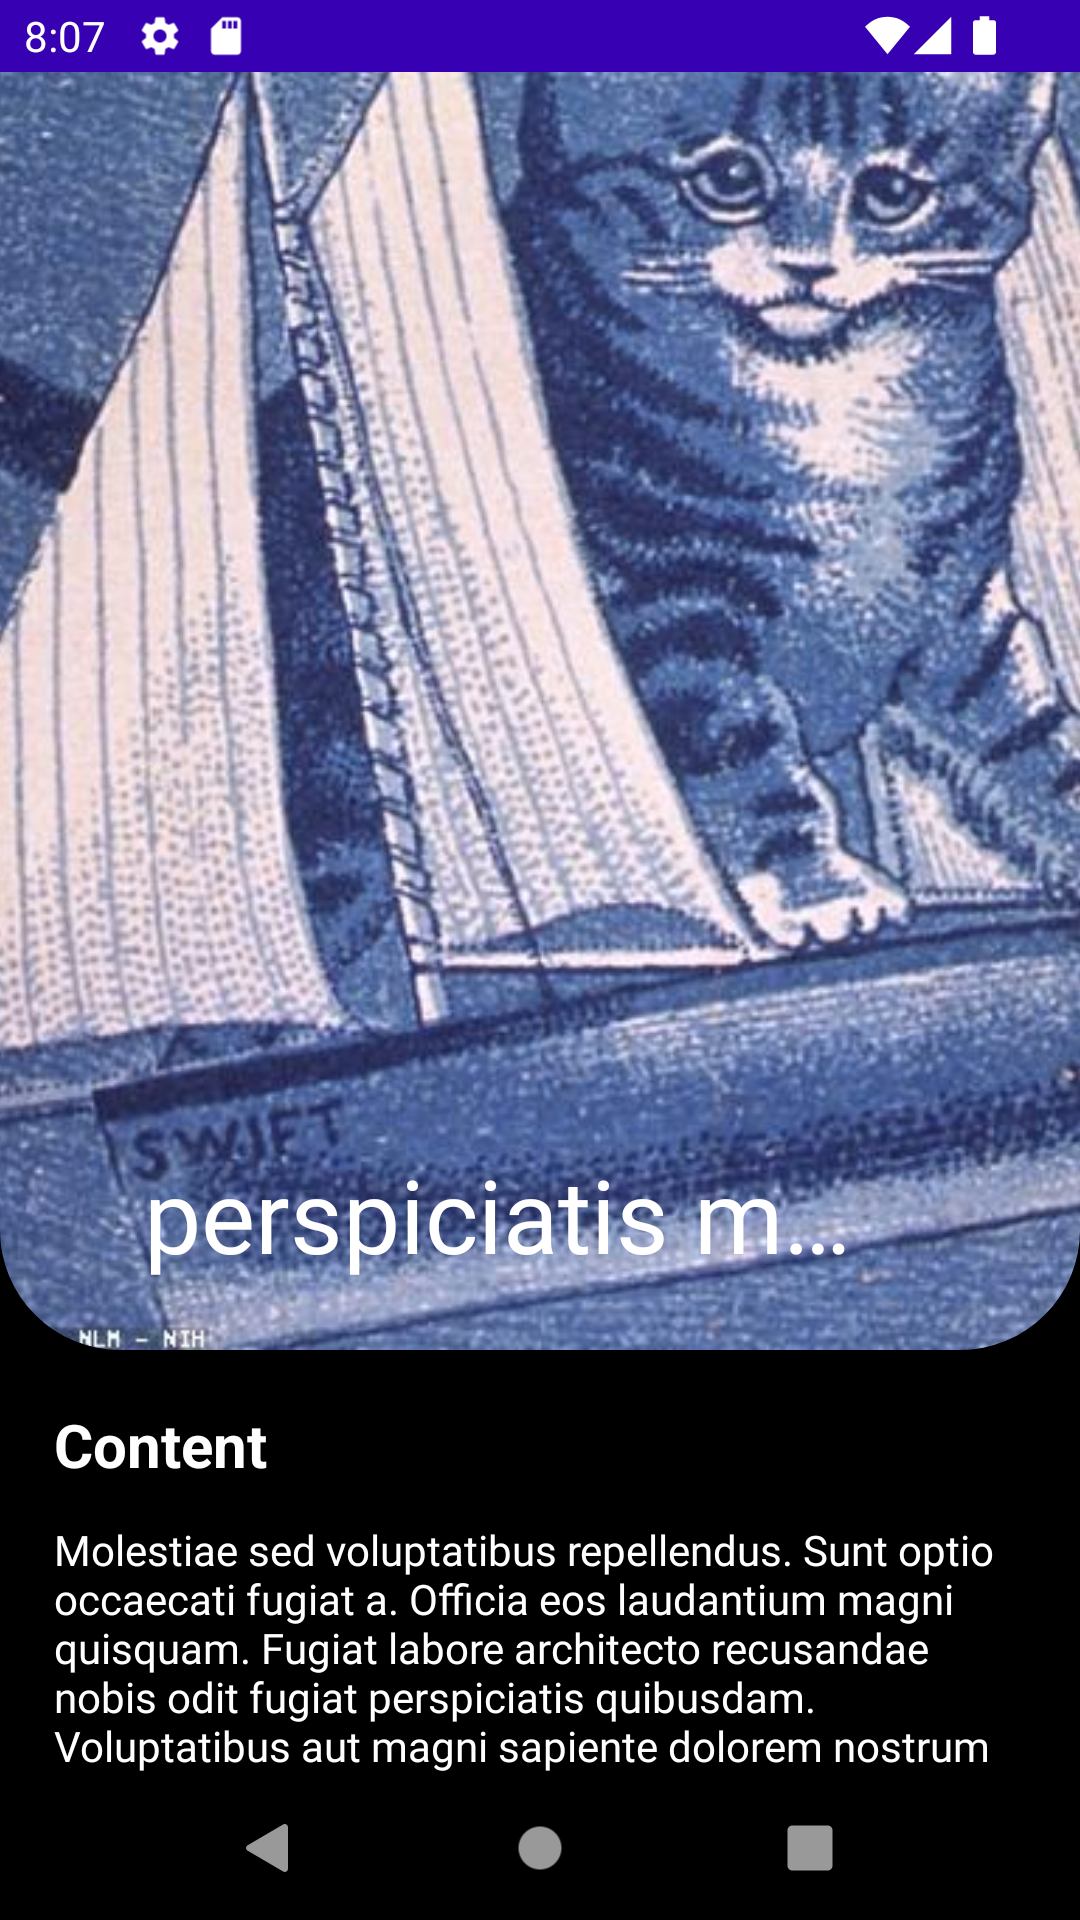 8:07
SWIFT
perspiciatis m...
NLM - NIH
Content
Molestiae sed voluptatibus repellendus. Sunt optio
occaecati fugiat a. Officia eos laudantium magni
quisquam. Fugiat labore architecto recusandae
nobis odit fugiat perspiciatis quibusdam.
Voluptatibus aut magni sapiente dolorem nostrum